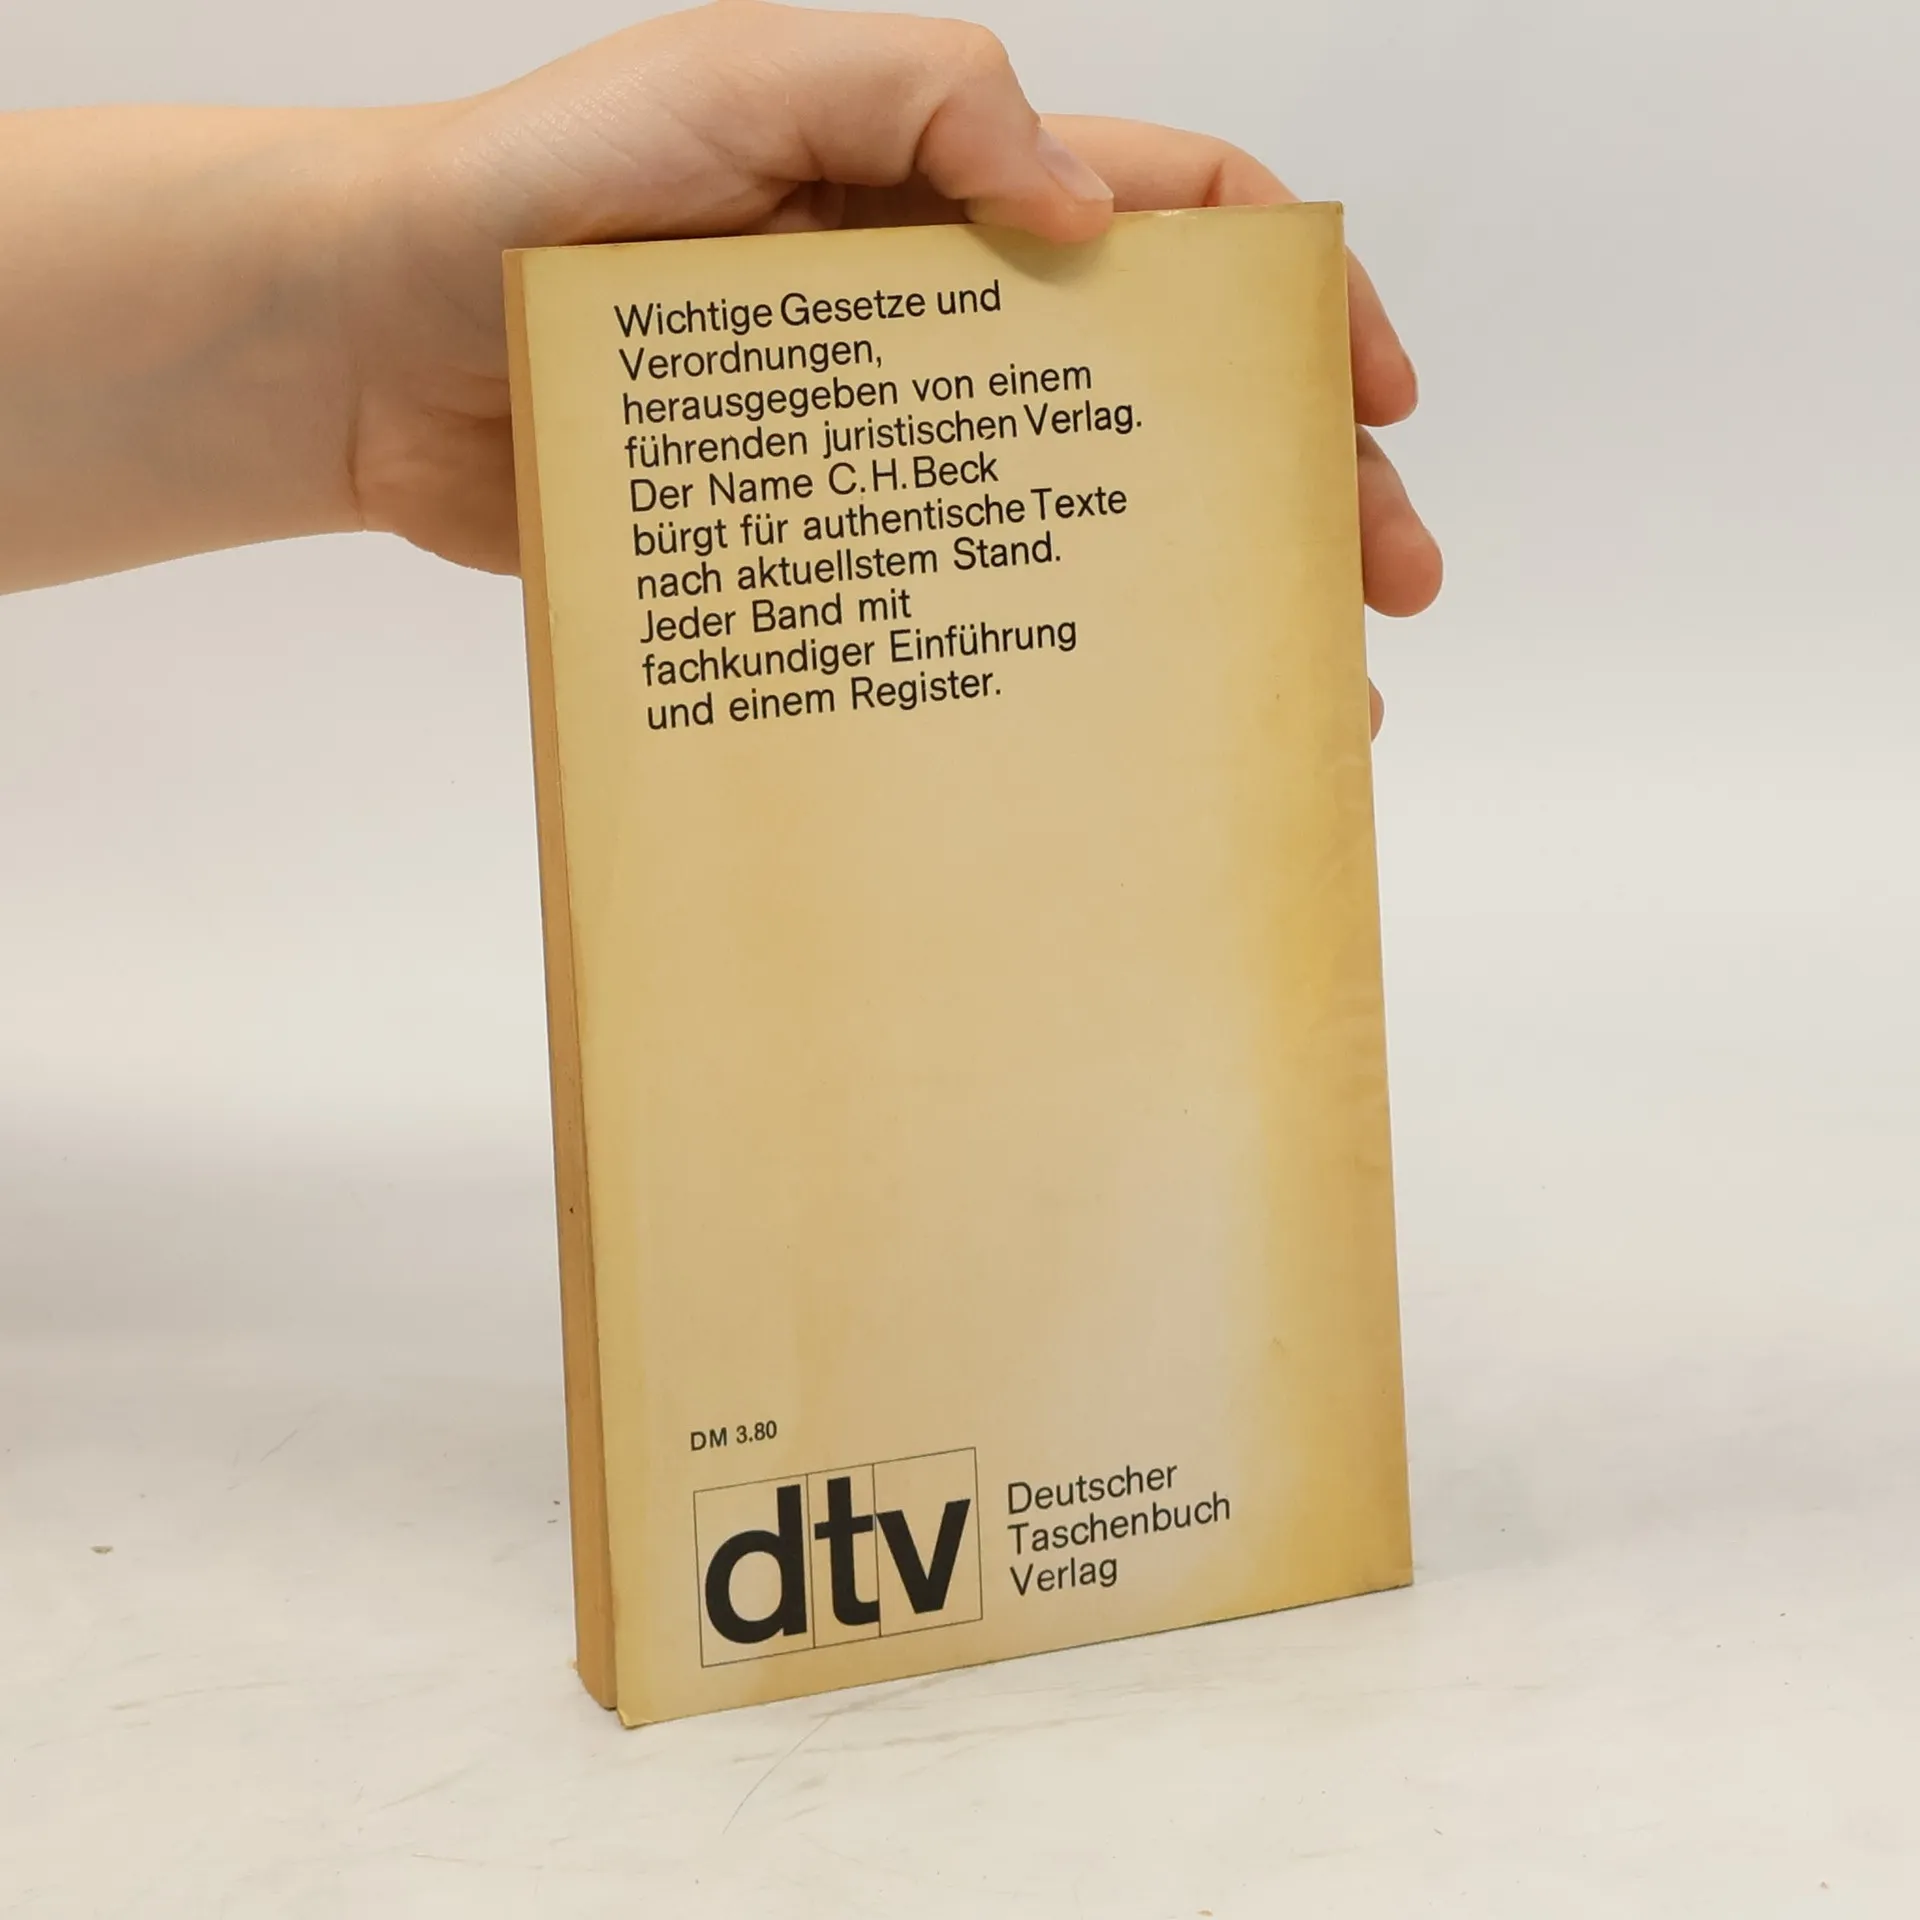 Wichtige Gesetze und
Verordnungen,
herausgegeben von einem
führenden juristischen Verlag.
Der Name C.H.Beck
bürgt für authentische Texte
nach aktuellstem Stand.
Jeder Band mit
fachkundiger Einführung
und einem Register.
DM 3.80
dtv
Deutscher
Taschenbuch
Verlag